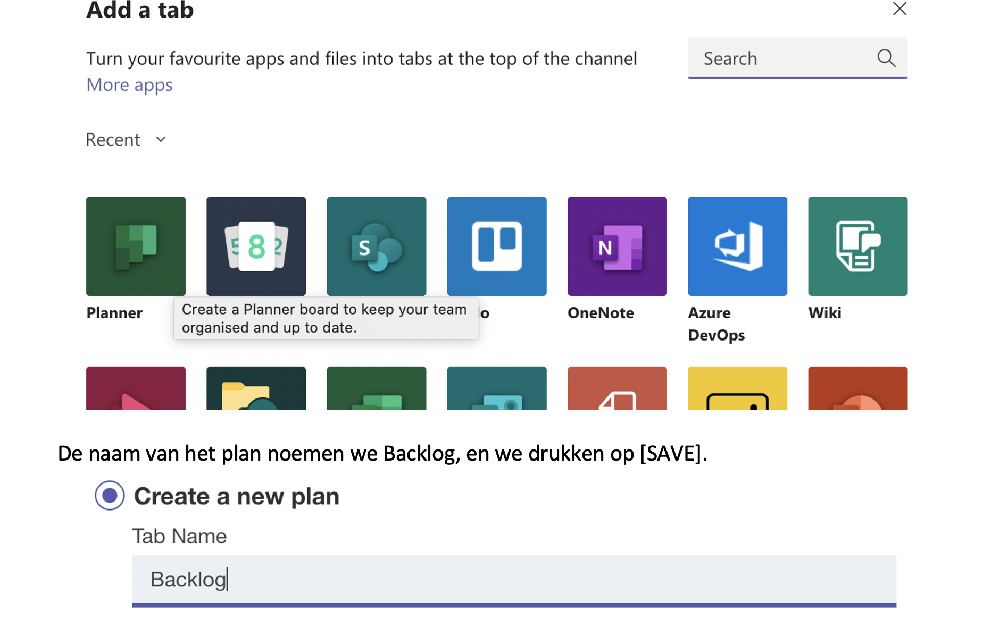 Add a tab
Turn your favourite apps and files into tabs at the top of the channel
Search
More apps
Recent
5 8 2
S
N
Planner
lo
OneNote
Azure
DevOps
Wiki
Create a Planner board to keep your team
organised and up to date.
De naam van het plan noemen we Backlog, en we drukken op [SAVE].
Create a new plan
Tab Name
Backlog